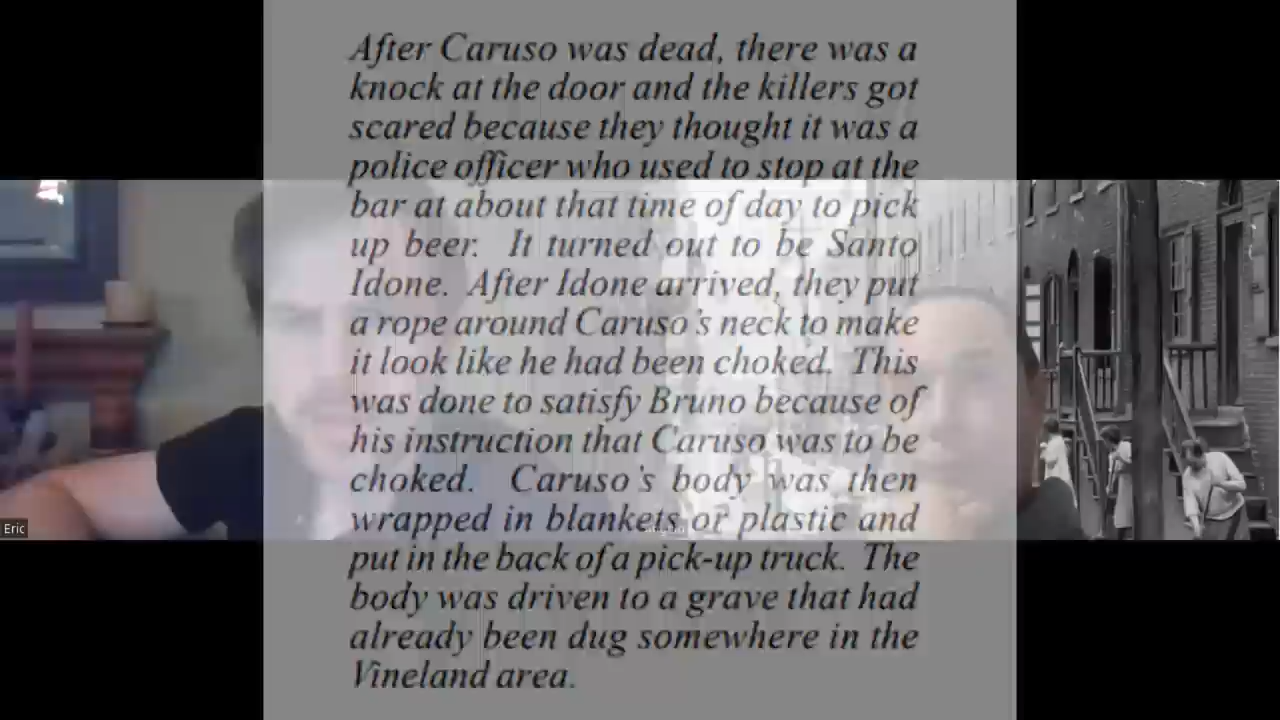 After Caruso was dead, there was a
knock at the door and the killers got
scared because they thought it was a
police officer who used to stop at the
bar at about that time of day to pick
up beer. It turned out to be Santo
Idone. After Idone arrived, they put
a rope around Caruso's neck to make
it look like he had been choked. This
was done to satisfy Bruno because of
his instruction that Caruso was to be
choked. Caruso's body was then
wrapped in blankets or plastic and
put in the back of a pick-up truck. The
body was driven to a grave that had
already been dug somewhere in the
Vineland area.
Eric